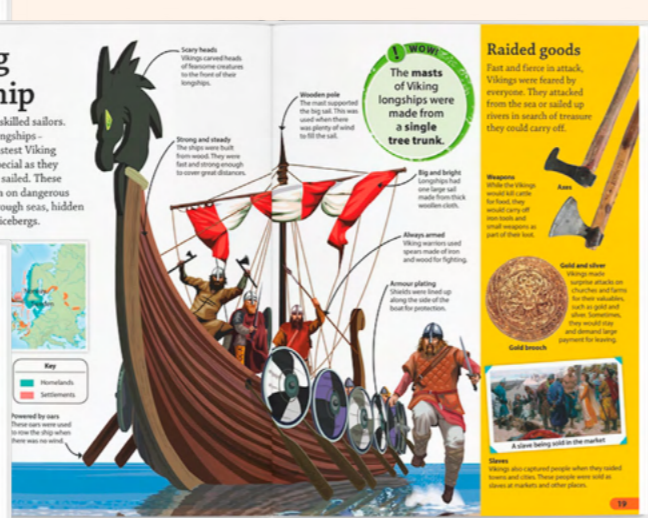 g
hip
skilled sailors.
ngships -
stest Viking
ecial as they
sailed. These
n on dangerous
ough seas, hidden
icebergs.
Key
Homelands
Settlements
Powered by oars
These oars were used
to row the ship when
there was no wind.
Scary heads
Vikings carved heads
of fearsome creatures
to the front of their
longships.
Strong and steady
The ships were built
from wood. They were
fast and strong enough
to cover great distances.
Wooden pole
The mast supported
the big sail. This was
used when there
was plenty of wind
to fill the sail.
! WOW!
The masts
of Viking
longships were
made from
a single
tree trunk.
Big and bright
Longships had
one large sail
made from thick
woollen cloth.
Always armed
Viking warriors used
spears made of iron
and wood for fighting.
Armour plating
Shields were lined up
along the side of the
boat for protection.
Raided goods
Fast and fierce in attack,
Vikings were feared by
everyone. They attacked
from the sea or sailed up
rivers in search of treasure
they could carry off.
Weapons
While the Vikings
would kill cattle
for food, they
would carry off
iron tools and
small weapons as
part of their loot.
Axes
Gold and silver
Vikings made
surprise attacks on
churches and farms
for their valuables,
such as gold and
silver. Sometimes,
they would stay
and demand large
payment for leaving.
Gold brooch
A slave being sold in the market
Slaves
Vikings also captured people when they raided
towns and cities. These people were sold as
slaves at markets and other places.
19